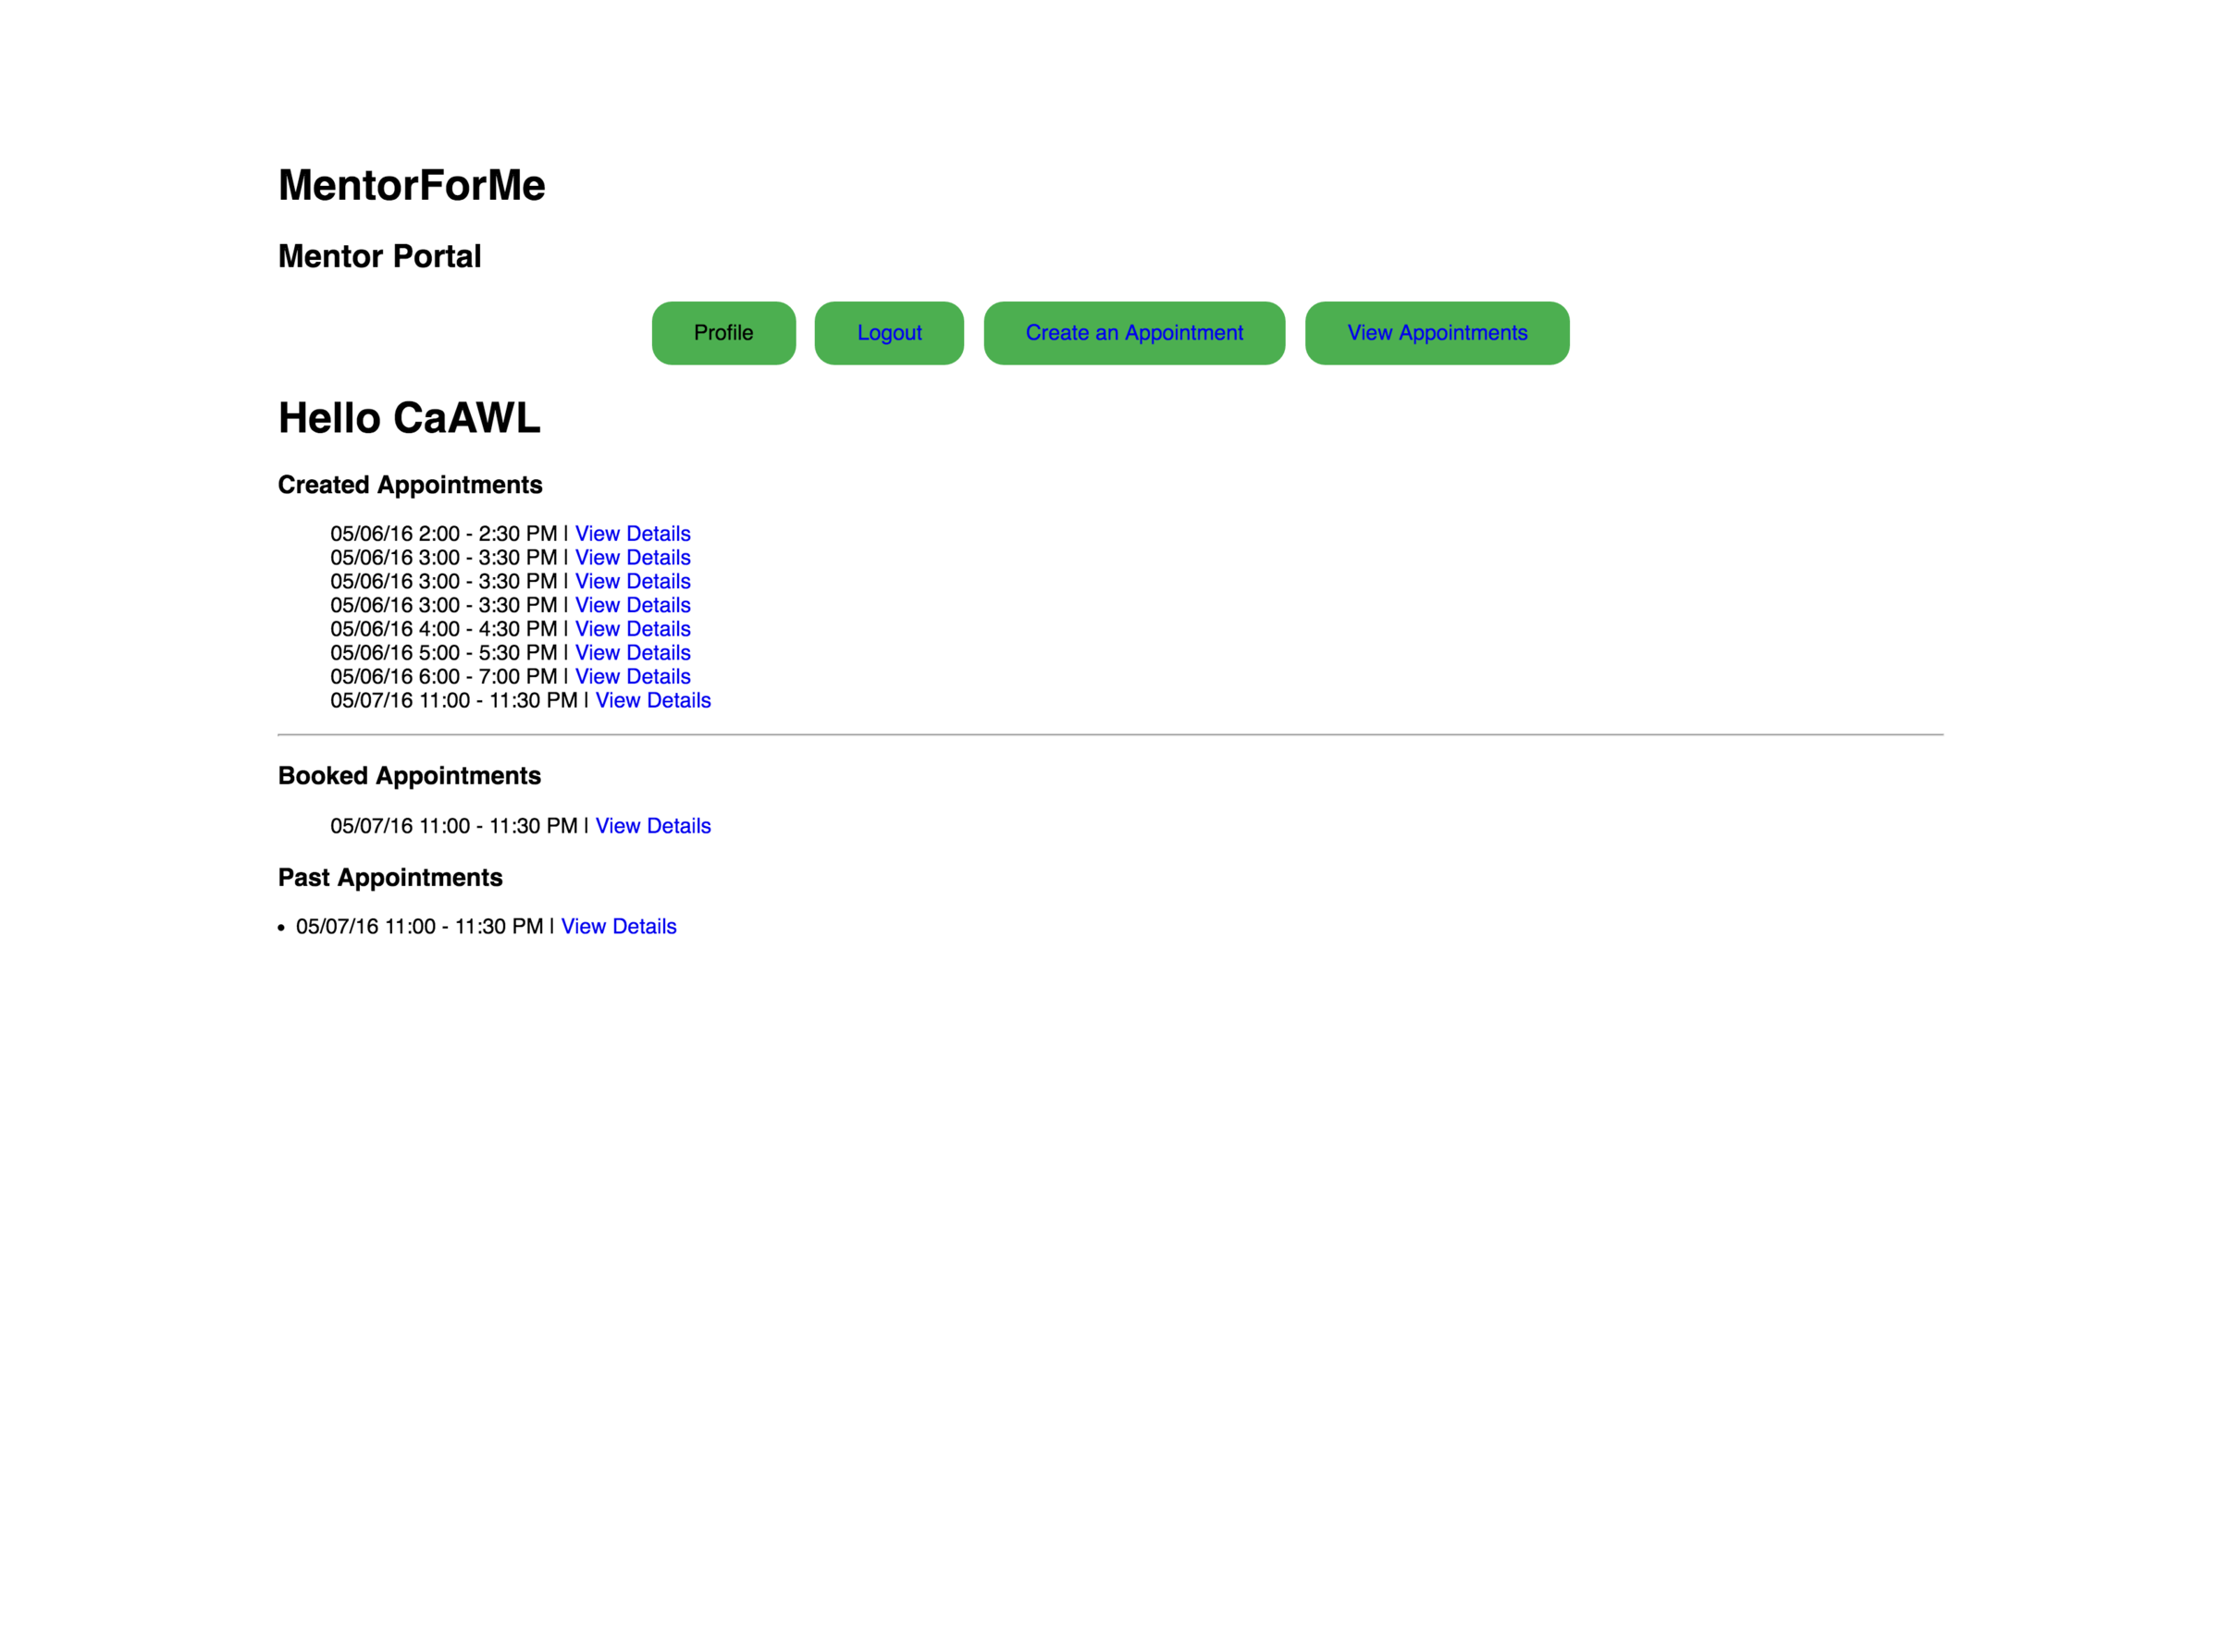 MentorForMe
Mentor Portal
Profile Logout Create an Appointment View Appointments
Hello CaAWL
Created Appointments
05/06/16 2:00 - 2:30 PM | View Details
05/06/16 3:00 - 3:30 PM | View Details
05/06/16 3:00 - 3:30 PM | View Details
05/06/16 3:00 - 3:30 PM | View Details
05/06/16 4:00 - 4:30 PM | View Details
05/06/16 5:00 - 5:30 PM | View Details
05/06/16 6:00 - 7:00 PM | View Details
05/07/16 11:00 - 11:30 PM | View Details
Booked Appointments
05/07/16 11:00 - 11:30 PM | View Details
Past Appointments
• 05/07/16 11:00 - 11:30 PM | View Details